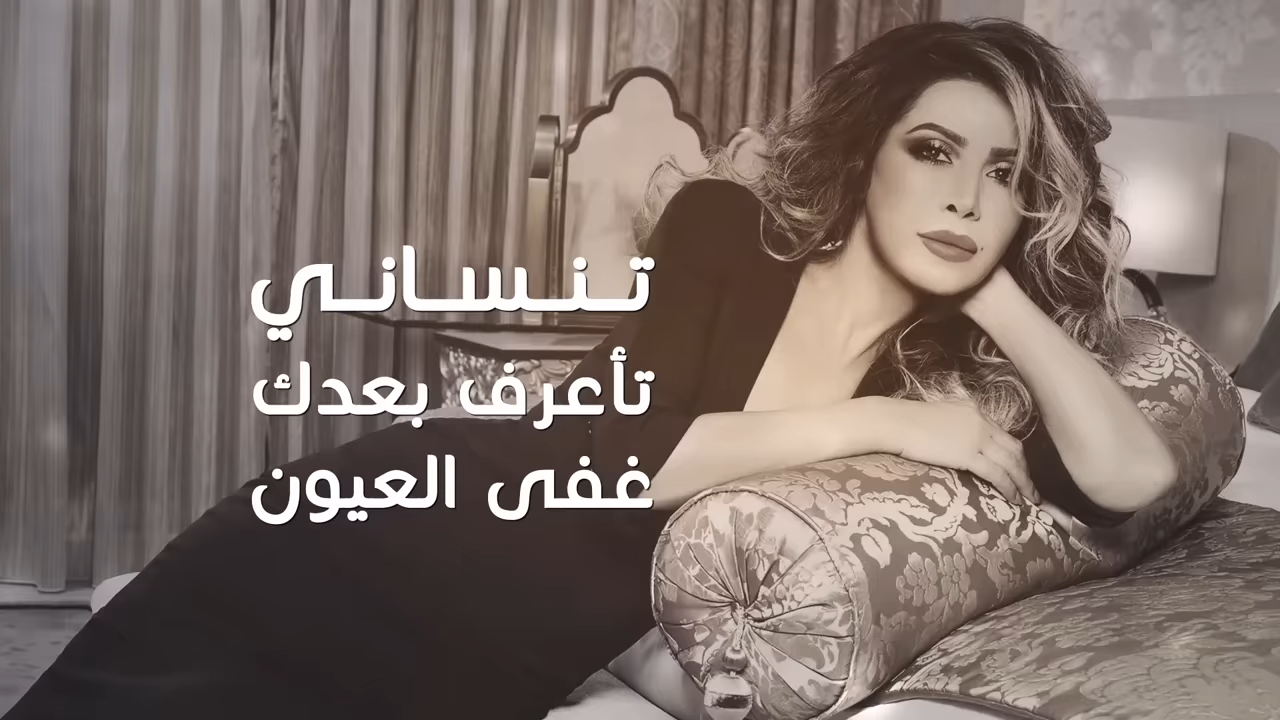 تنساني
تأعرف بعدك
غفى العيون